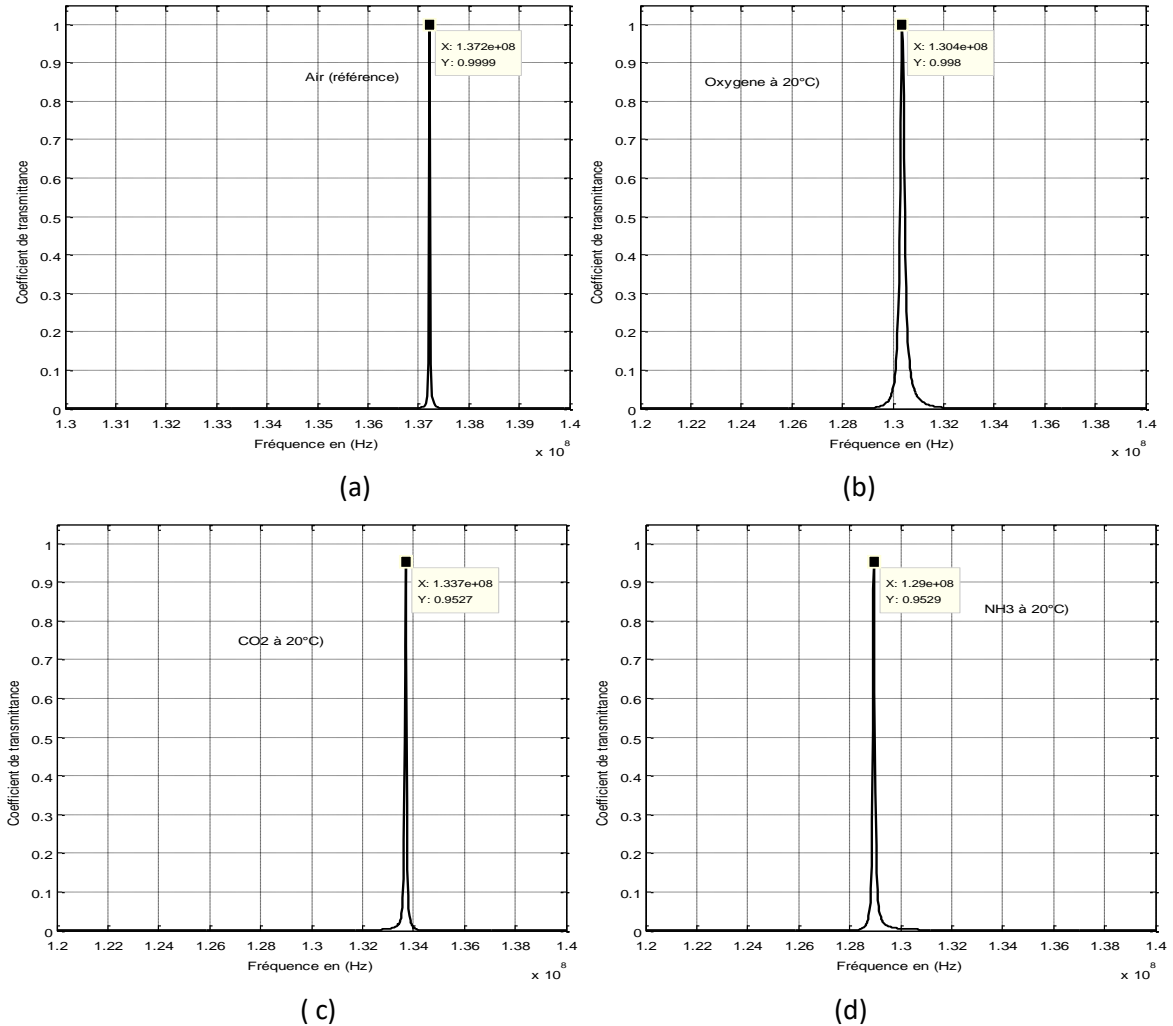 1
0.9
0.8
0.7
0.6
0.5
0.4
0.3
0.2
0.1
0
Coefficient de transmittance
X: 1.372e+08
Y: 0.9999
Air (référence)
1.3 1.31 1.32 1.33 1.34 1.35 1.36 1.37 1.38 1.39 1.4
Fréquence en (Hz)
x 10^8
(a)
1
0.9
0.8
0.7
0.6
0.5
0.4
0.3
0.2
0.1
0
Coefficient de transmittance
X: 1.304e+08
Y: 0.998
Oxygene à 20°C)
1.2 1.22 1.24 1.26 1.28 1.3 1.32 1.34 1.36 1.38 1.4
Fréquence en (Hz)
x 10^8
(b)
1
0.9
0.8
0.7
0.6
0.5
0.4
0.3
0.2
0.1
0
Coefficient de transmittance
X: 1.337e+08
Y: 0.9527
CO2 à 20°C)
1.2 1.22 1.24 1.26 1.28 1.3 1.32 1.34 1.36 1.38 1.4
Fréquence en (Hz)
x 10^8
( c)
1
0.9
0.8
0.7
0.6
0.5
0.4
0.3
0.2
0.1
0
Coefficient de transmittance
X: 1.29e+08
Y: 0.9529
NH3 à 20°C)
1.2 1.22 1.24 1.26 1.28 1.3 1.32 1.34 1.36 1.38 1.4
Fréquence en (Hz)
x 10^8
(d)